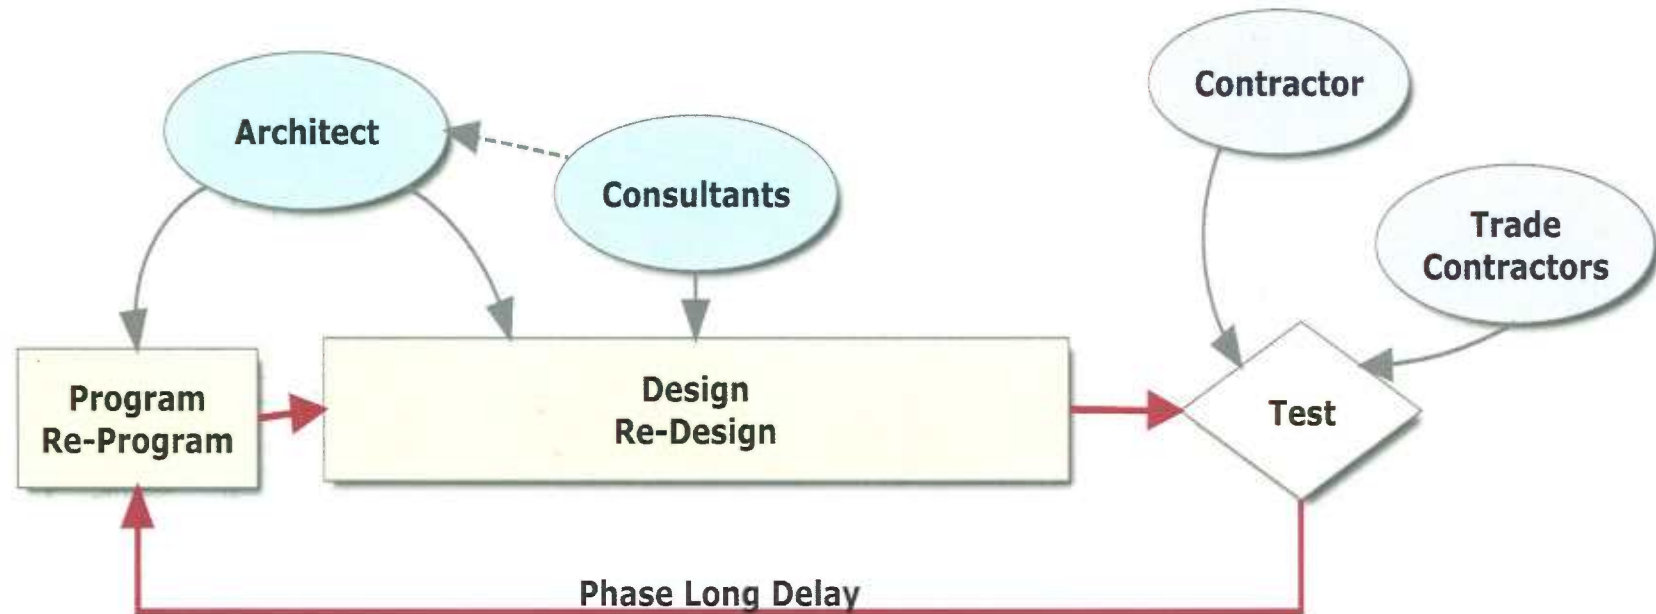 Contractor
Architect
Consultants
Trade
Contractors
Program
Re-Program
Design
Re-Design
Test
Phase Long Delay